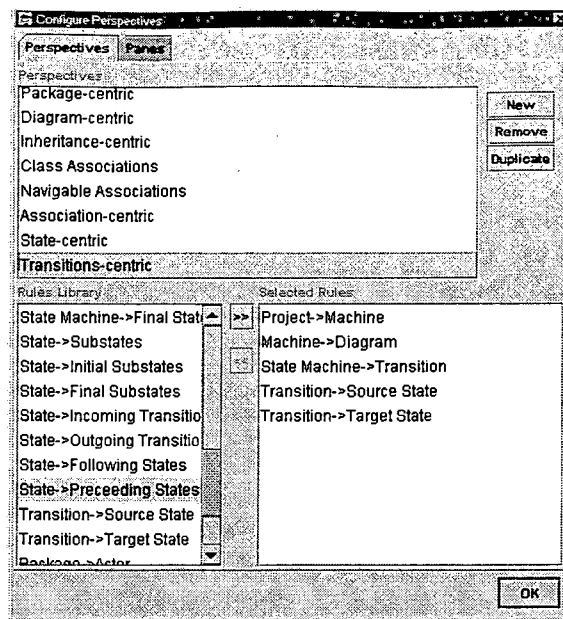 Configure Perspectives
Perspectives Panes
Perspectives
Package-centric
Diagram-centric
Inheritance-centric
Class Associations
Navigable Associations
Association-centric
State-centric
Transitions-centric
New
Remove
Duplicate
Rules Library
State Machine->Final State
State->Substates
State->Initial Substates
State->Final Substates
State->Incoming Transitio
State->Outgoing Transitio
State->Following States
State->Preceeding States
Transition->Source State
Transition->Target State
Package->Actor
>>
<<
Selected Rules
Project->Machine
Machine->Diagram
State Machine->Transition
Transition->Source State
Transition->Target State
OK